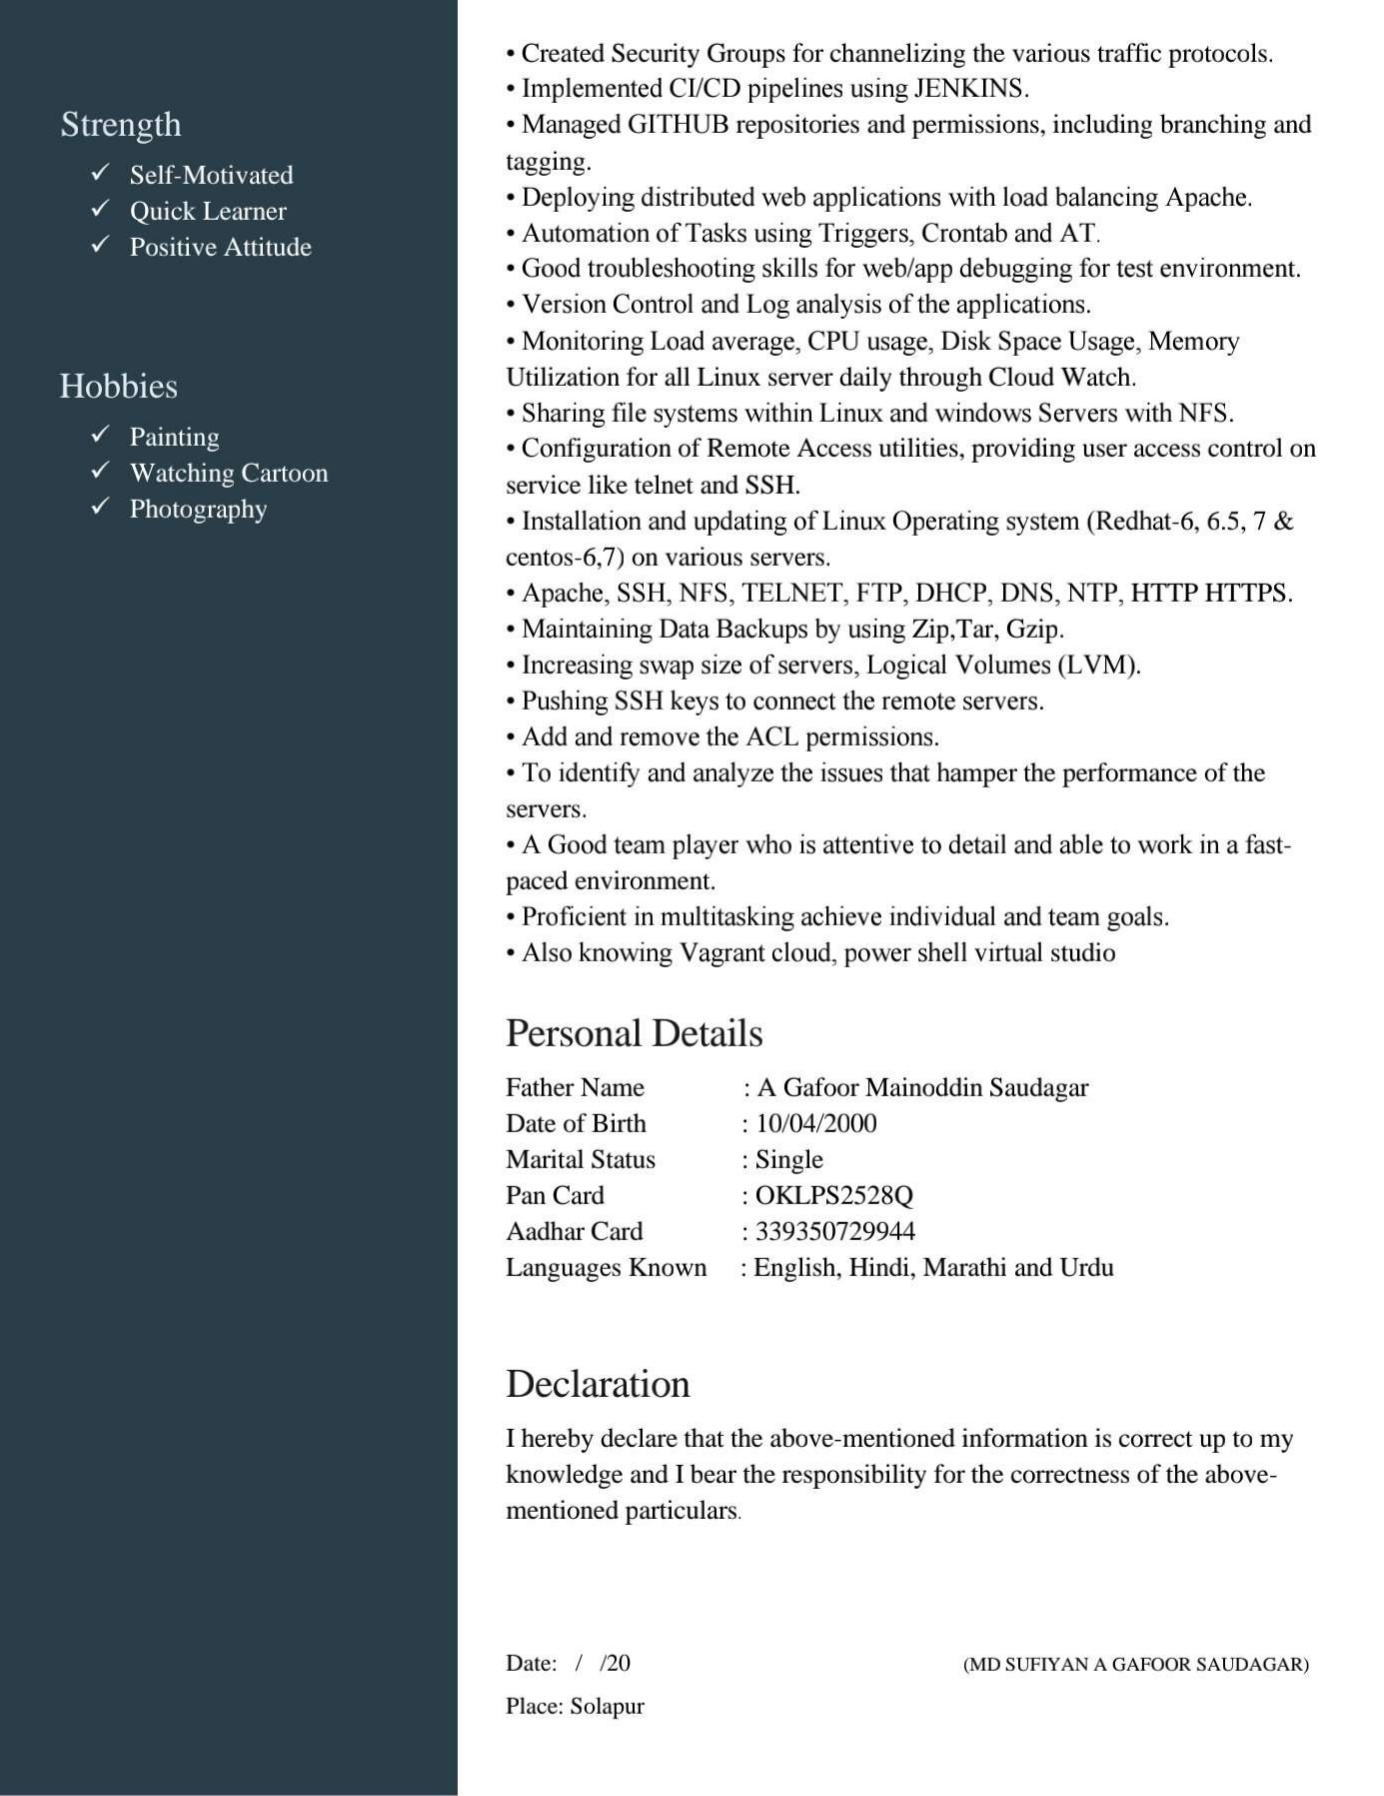 Strength
✓ Self-Motivated
✓ Quick Learner
✓ Positive Attitude
Hobbies
✓ Painting
✓ Watching Cartoon
✓ Photography
• Created Security Groups for channelizing the various traffic protocols.
• Implemented CI/CD pipelines using JENKINS.
• Managed GITHUB repositories and permissions, including branching and
tagging.
• Deploying distributed web applications with load balancing Apache.
• Automation of Tasks using Triggers, Crontab and AT.
• Good troubleshooting skills for web/app debugging for test environment.
• Version Control and Log analysis of the applications.
• Monitoring Load average, CPU usage, Disk Space Usage, Memory
Utilization for all Linux server daily through Cloud Watch.
• Sharing file systems within Linux and windows Servers with NFS.
• Configuration of Remote Access utilities, providing user access control on
service like telnet and SSH.
• Installation and updating of Linux Operating system (Redhat-6, 6.5, 7 &
centos-6,7) on various servers.
• Apache, SSH, NFS, TELNET, FTP, DHCP, DNS, NTP, HTTP HTTPS.
• Maintaining Data Backups by using Zip,Tar, Gzip.
• Increasing swap size of servers, Logical Volumes (LVM).
• Pushing SSH keys to connect the remote servers.
• Add and remove the ACL permissions.
• To identify and analyze the issues that hamper the performance of the
servers.
• A Good team player who is attentive to detail and able to work in a fast-
paced environment.
• Proficient in multitasking achieve individual and team goals.
• Also knowing Vagrant cloud, power shell virtual studio
Personal Details
Father Name : A Gafoor Mainoddin Saudagar
Date of Birth : 10/04/2000
Marital Status : Single
Pan Card : OKLPS2528Q
Aadhar Card : 339350729944
Languages Known : English, Hindi, Marathi and Urdu
Declaration
I hereby declare that the above-mentioned information is correct up to my
knowledge and I bear the responsibility for the correctness of the above-
mentioned particulars.
Date: / /20 (MD SUFIYAN A GAFOOR SAUDAGAR)
Place: Solapur